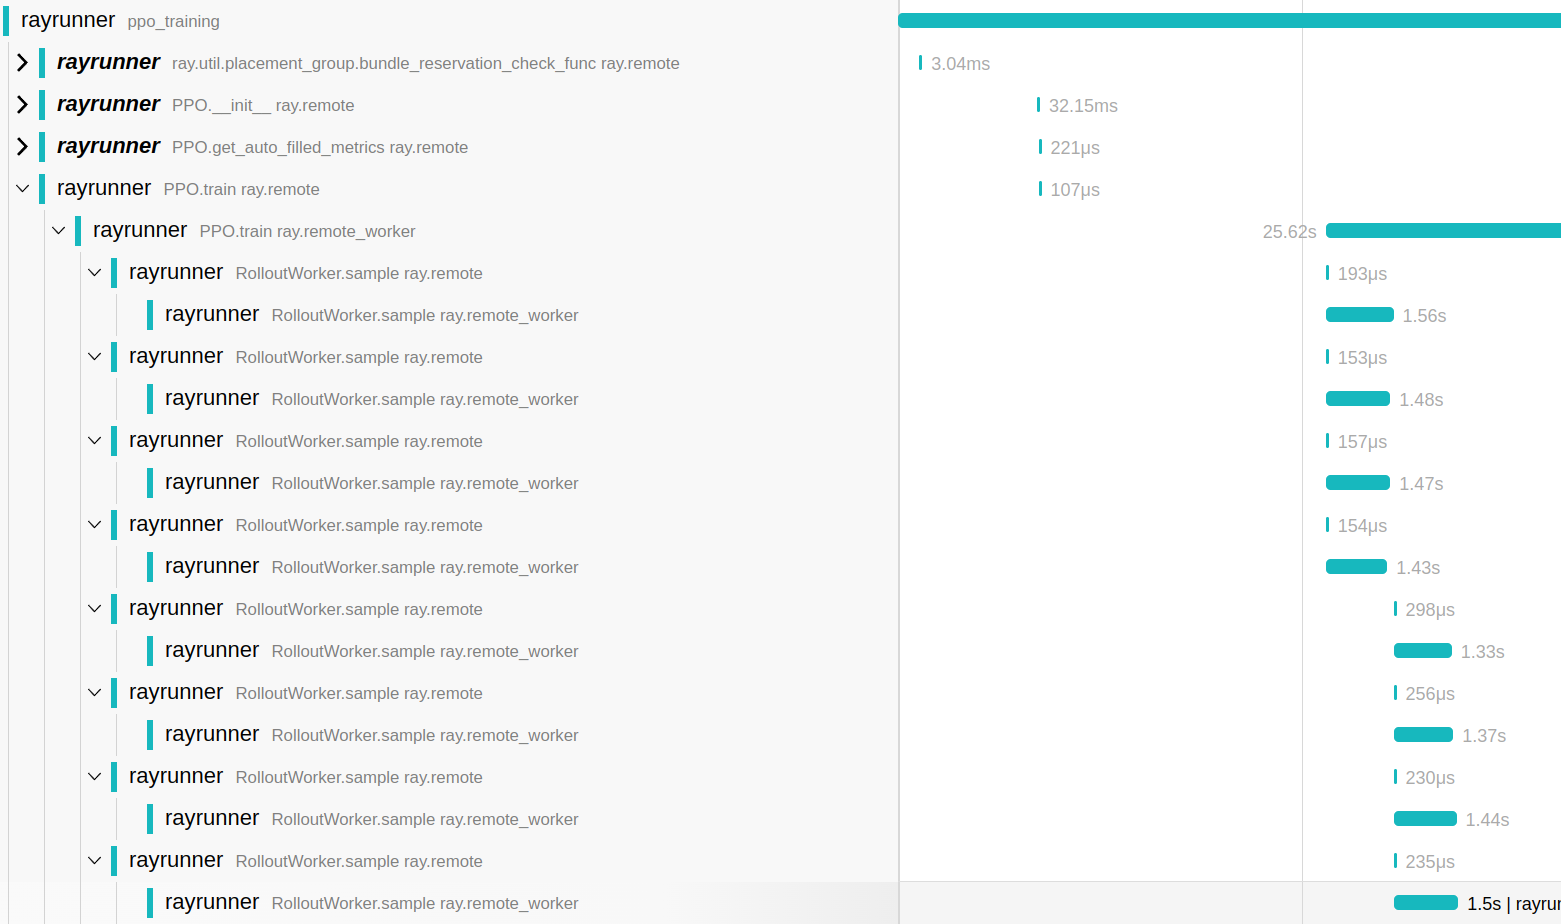 rayrunner ppo_training
rayrunner ray.util.placement_group.bundle_reservation_check_func ray.remote 3.04ms
rayrunner PPO.__init__ ray.remote 32.15ms
rayrunner PPO.get_auto_filled_metrics ray.remote 221μs
rayrunner PPO.train ray.remote 107μs
rayrunner PPO.train ray.remote_worker 25.62s
rayrunner RolloutWorker.sample ray.remote 193μs
rayrunner RolloutWorker.sample ray.remote_worker 1.56s
rayrunner RolloutWorker.sample ray.remote 153μs
rayrunner RolloutWorker.sample ray.remote_worker 1.48s
rayrunner RolloutWorker.sample ray.remote 157μs
rayrunner RolloutWorker.sample ray.remote_worker 1.47s
rayrunner RolloutWorker.sample ray.remote 154μs
rayrunner RolloutWorker.sample ray.remote_worker 1.43s
rayrunner RolloutWorker.sample ray.remote 298μs
rayrunner RolloutWorker.sample ray.remote_worker 1.33s
rayrunner RolloutWorker.sample ray.remote 256μs
rayrunner RolloutWorker.sample ray.remote_worker 1.37s
rayrunner RolloutWorker.sample ray.remote 230μs
rayrunner RolloutWorker.sample ray.remote_worker 1.44s
rayrunner RolloutWorker.sample ray.remote 235μs
rayrunner RolloutWorker.sample ray.remote_worker 1.5s |